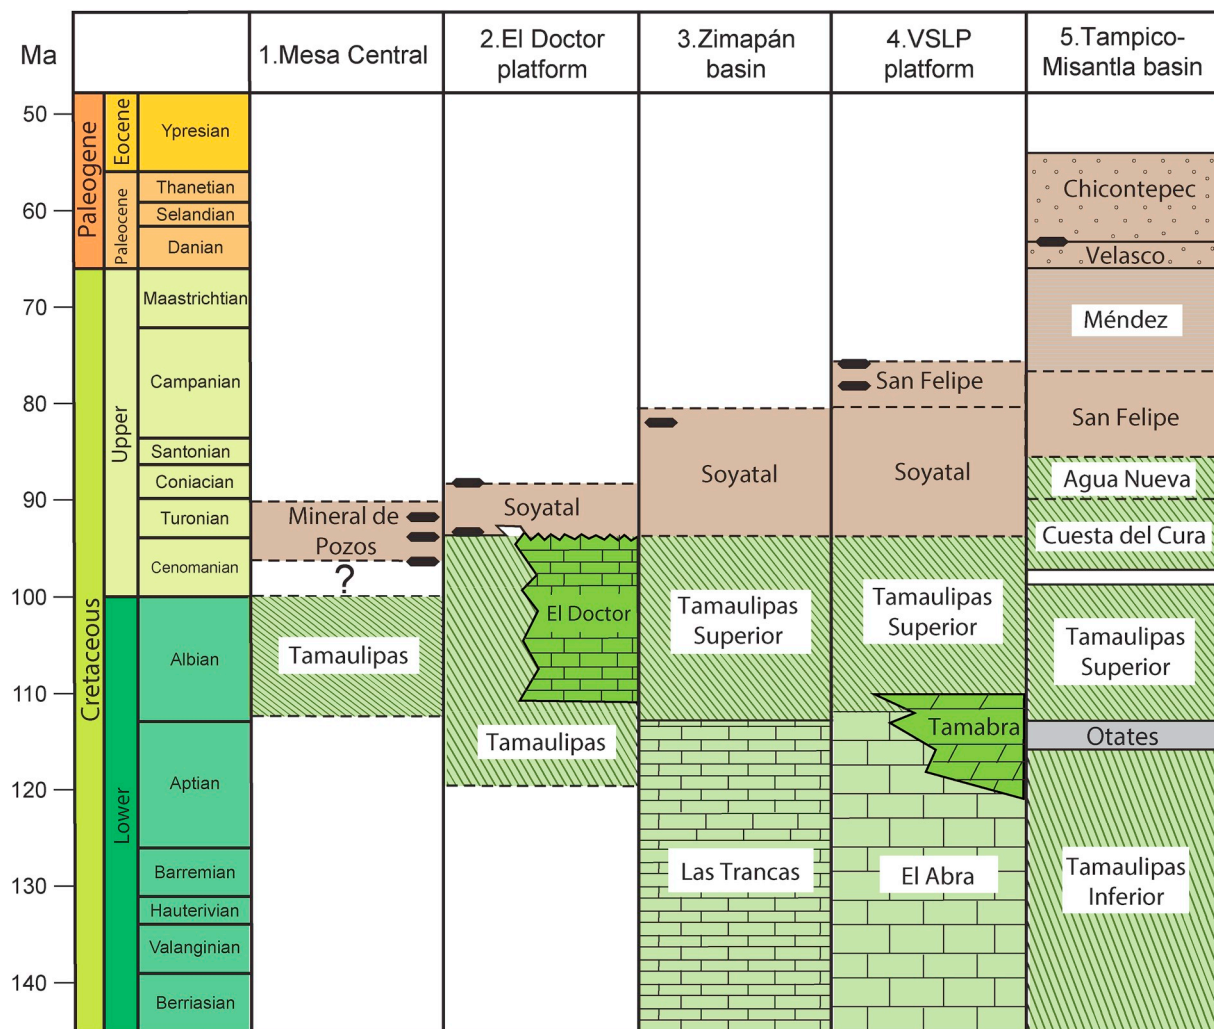 Ma
1.Mesa Central
2.El Doctor
platform
3.Zimapán
basin
4.VSLP
platform
5.Tampico-
Misantla basin
50
60
70
80
90
100
110
120
130
140
Paleogene
Cretaceous
Eocene
Paleocene
Upper
Lower
Ypresian
Thanetian
Selandian
Danian
Maastrichtian
Campanian
Santonian
Coniacian
Turonian
Cenomanian
Albian
Aptian
Barremian
Hauterivian
Valanginian
Berriasian
Mineral de
Pozos
?
Tamaulipas
Soyatal
El Doctor
Tamaulipas
Soyatal
Tamaulipas
Superior
Las Trancas
San Felipe
Soyatal
Tamaulipas
Superior
Tamabra
El Abra
Chicontepec
Velasco
Méndez
San Felipe
Agua Nueva
Cuesta del Cura
Tamaulipas
Superior
Otates
Tamaulipas
Inferior